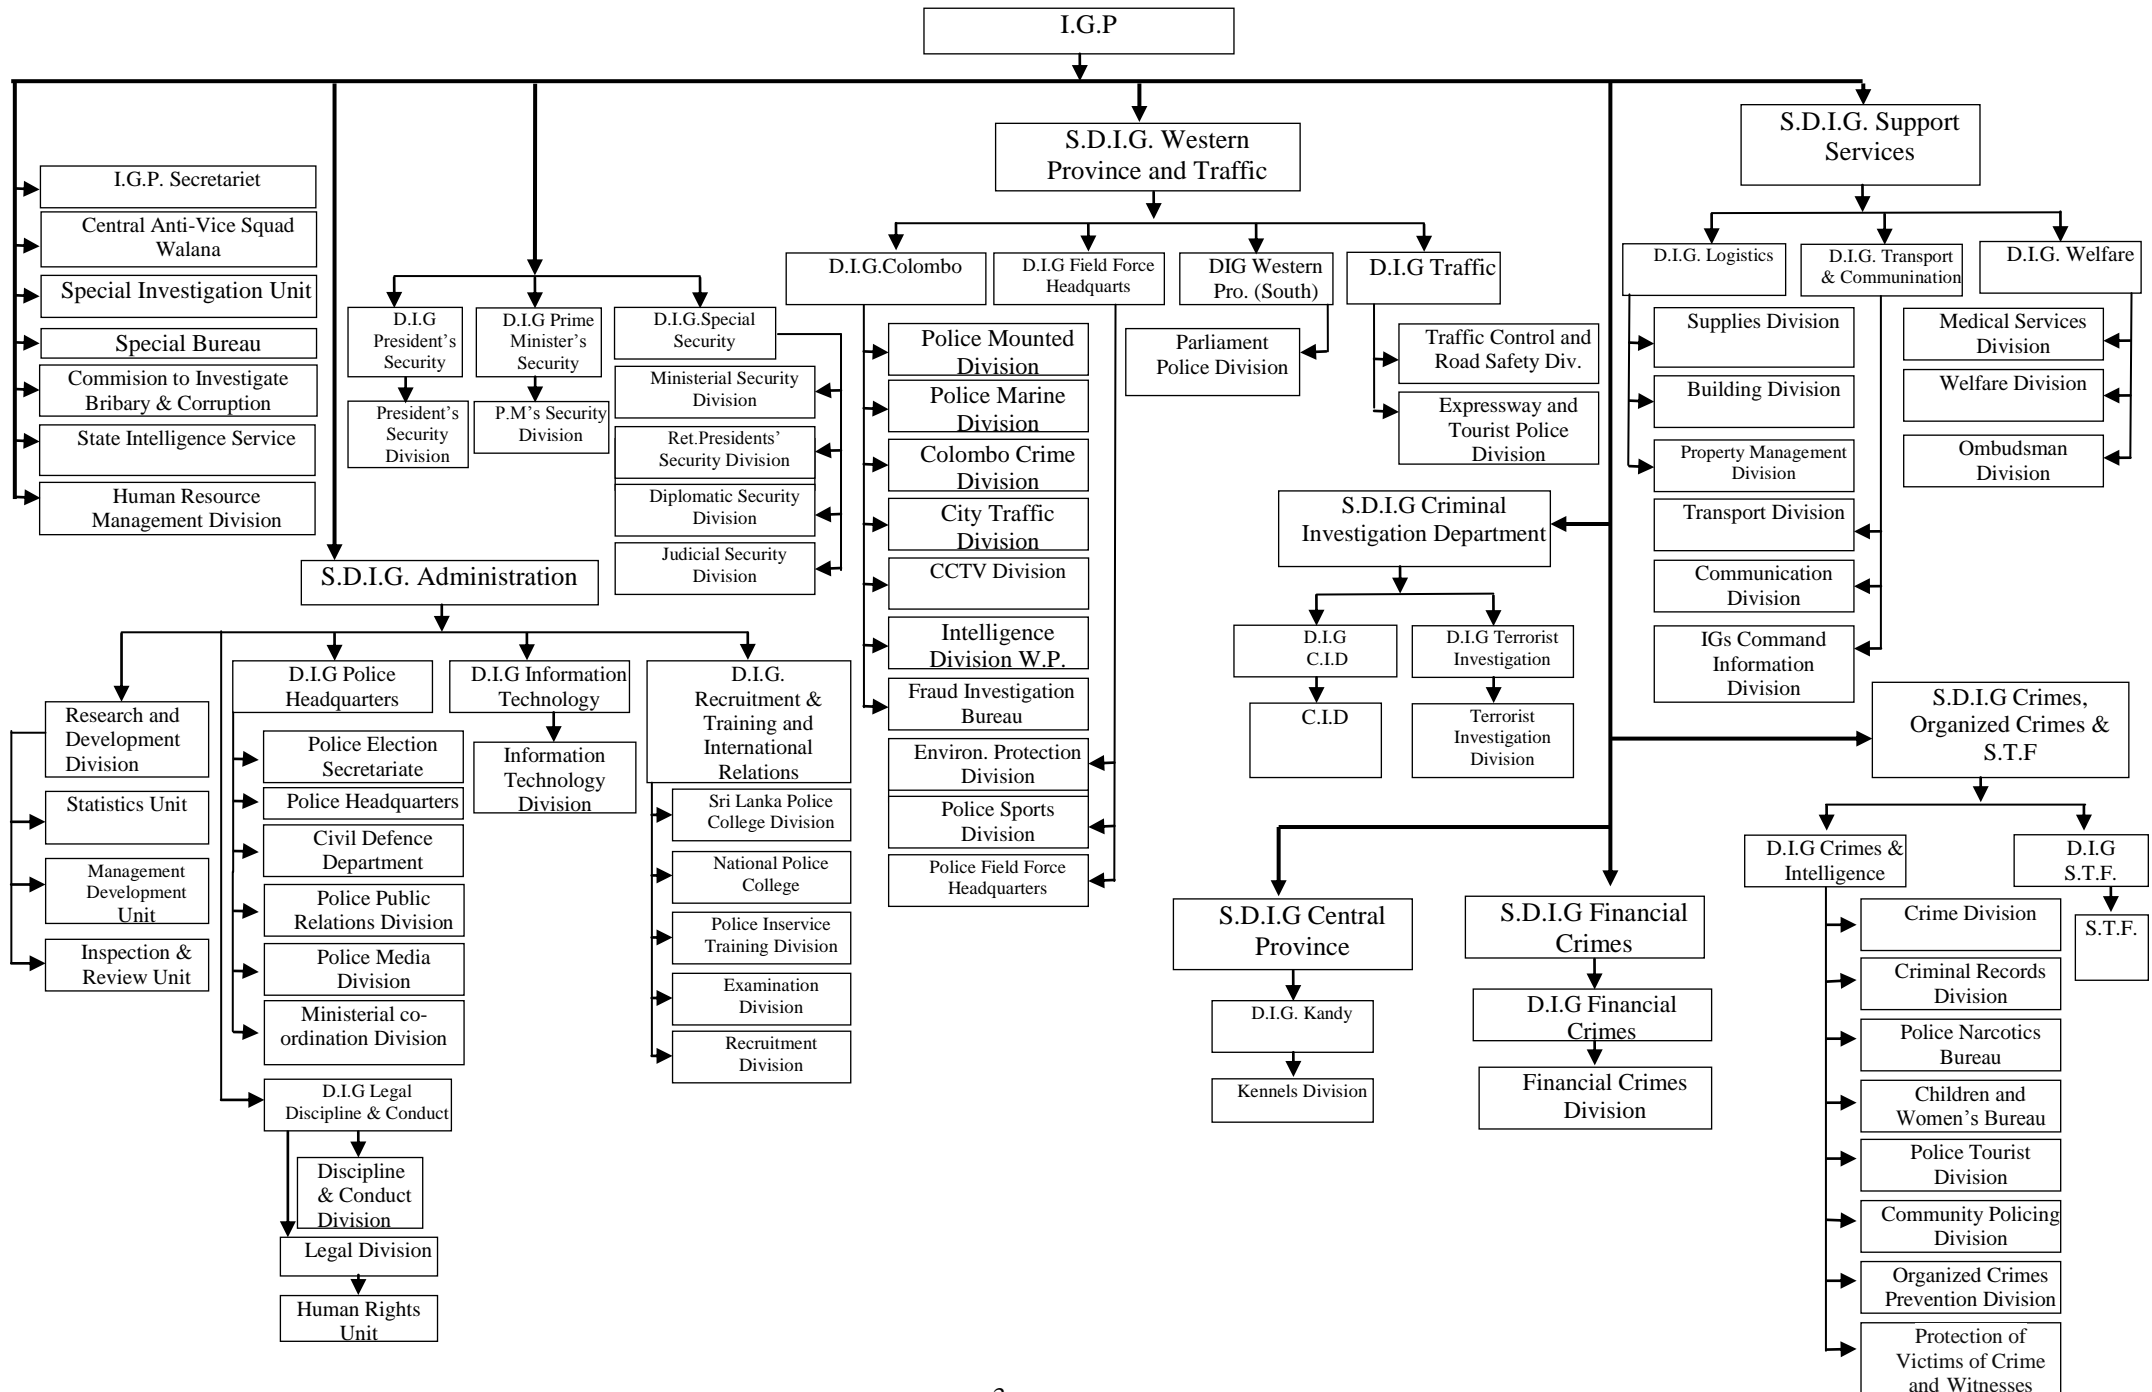 I.G.P
S.D.I.G. Western
Province and Traffic
S.D.I.G. Support
Services
I.G.P. Secretariet
Central Anti-Vice Squad
Walana
Special Investigation Unit
Special Bureau
Commision to Investigate
Bribary & Corruption
State Intelligence Service
Human Resource
Management Division
D.I.G
President's
Security
President's
Security
Division
D.I.G Prime
Minister's
Security
P.M's Security
Division
D.I.G.Special
Security
Ministerial Security
Division
Ret.Presidents'
Security Division
Diplomatic Security
Division
Judicial Security
Division
D.I.G.Colombo
Police Mounted
Division
Police Marine
Division
Colombo Crime
Division
City Traffic
Division
CCTV Division
Intelligence
Division W.P.
Fraud Investigation
Bureau
D.I.G Field Force
Headquarts
Environ. Protection
Division
Police Sports
Division
Police Field Force
Headquarters
DIG Western
Pro. (South)
Parliament
Police Division
D.I.G Traffic
Traffic Control and
Road Safety Div.
Expressway and
Tourist Police
Division
D.I.G. Logistics
Supplies Division
Building Division
Property Management
Division
D.I.G. Transport
& Communination
Transport Division
Communication
Division
IGs Command
Information
Division
D.I.G. Welfare
Medical Services
Division
Welfare Division
Ombudsman
Division
S.D.I.G. Administration
Research and
Development
Division
Statistics Unit
Management
Development
Unit
Inspection &
Review Unit
D.I.G Police
Headquarters
Police Election
Secretariate
Police Headquarters
Civil Defence
Department
Police Public
Relations Division
Police Media
Division
Ministerial co-
ordination Division
D.I.G Legal
Discipline & Conduct
Discipline
& Conduct
Division
Legal Division
Human Rights
Unit
D.I.G Information
Technology
Information
Technology
Division
D.I.G.
Recruitment &
Training and
International
Relations
Sri Lanka Police
College Division
National Police
College
Police Inservice
Training Division
Examination
Division
Recruitment
Division
S.D.I.G Criminal
Investigation Department
D.I.G
C.I.D
C.I.D
D.I.G Terrorist
Investigation
Terrorist
Investigation
Division
S.D.I.G Central
Province
D.I.G. Kandy
Kennels Division
S.D.I.G Financial
Crimes
D.I.G Financial
Crimes
Financial Crimes
Division
S.D.I.G Crimes,
Organized Crimes &
S.T.F
D.I.G Crimes &
Intelligence
Crime Division
Criminal Records
Division
Police Narcotics
Bureau
Children and
Women's Bureau
Police Tourist
Division
Community Policing
Division
Organized Crimes
Prevention Division
Protection of
Victims of Crime
and Witnesses
D.I.G
S.T.F.
S.T.F.
3